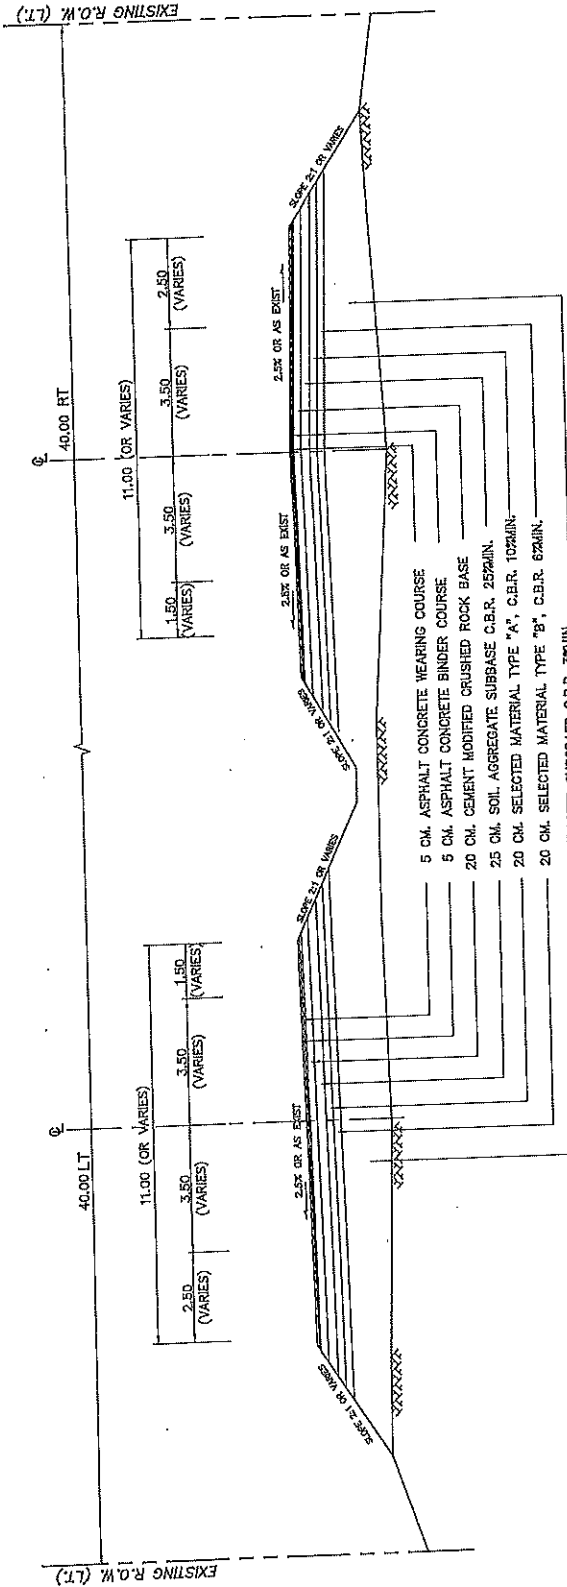 EXISTING R.O.W. (LT.)
EXISTING R.O.W. (LT.)
40.00 LT
℄
40.00 RT
℄
11.00 (OR VARIES)
11.00 (OR VARIES)
2.50
(VARIES)
3.50
(VARIES)
3.50
(VARIES)
1.50
(VARIES)
1.50
(VARIES)
3.50
(VARIES)
3.50
(VARIES)
2.50
(VARIES)
SLOPE 2:1 OR VARIES
2.5% OR AS EXIST
SLOPE 2:1 OR VARIES
SLOPE 2:1 OR VARIES
OR AS EXIST
2.5% OR AS EXIST
SLOPE 2:1 OR VARIES
5 CM. ASPHALT CONCRETE WEARING COURSE
5 CM. ASPHALT CONCRETE BINDER COURSE
20 CM. CEMENT MODIFIED CRUSHED ROCK BASE
25 CM. SOIL AGGREGATE SUBBASE C.B.R. 25%MIN.
20 CM. SELECTED MATERIAL TYPE "A", C.B.R. 10%MIN.
20 CM. SELECTED MATERIAL TYPE "B", C.B.R. 6%MIN.